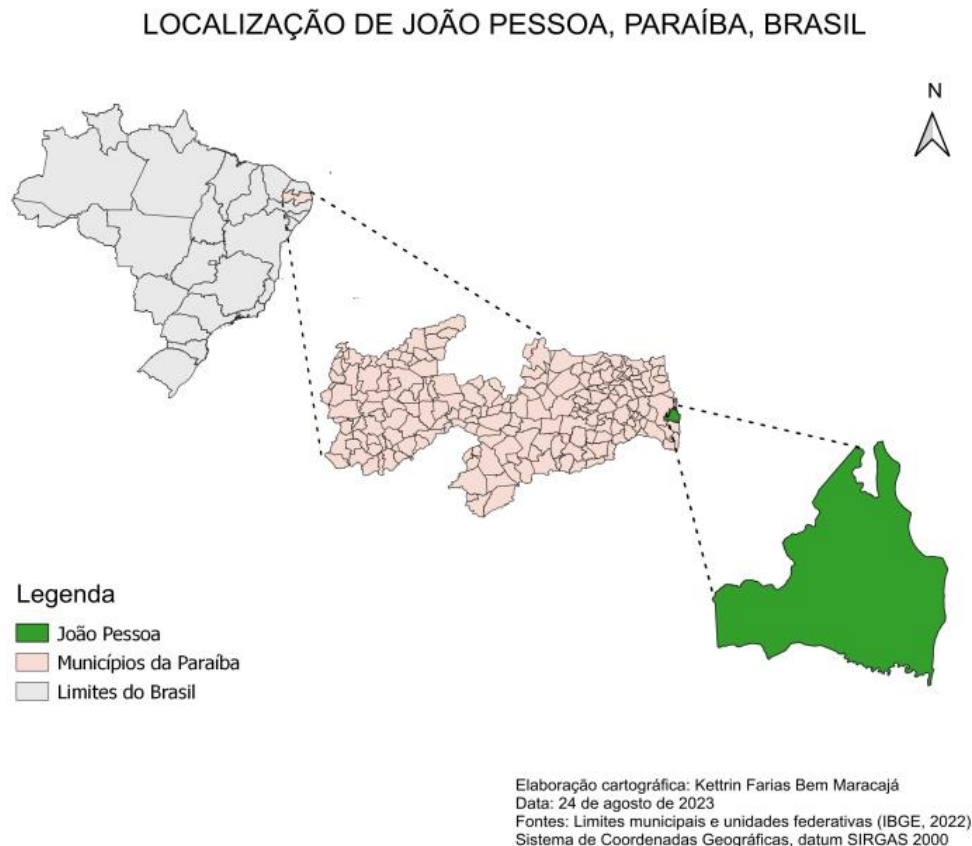 LOCALIZAÇÃO DE JOÃO PESSOA, PARAÍBA, BRASIL
N
Legenda
João Pessoa
Municípios da Paraíba
Limites do Brasil
Elaboração cartográfica: Kettrin Farias Bem Maracajá
Data: 24 de agosto de 2023
Fontes: Limites municipais e unidades federativas (IBGE, 2022)
Sistema de Coordenadas Geográficas, datum SIRGAS 2000